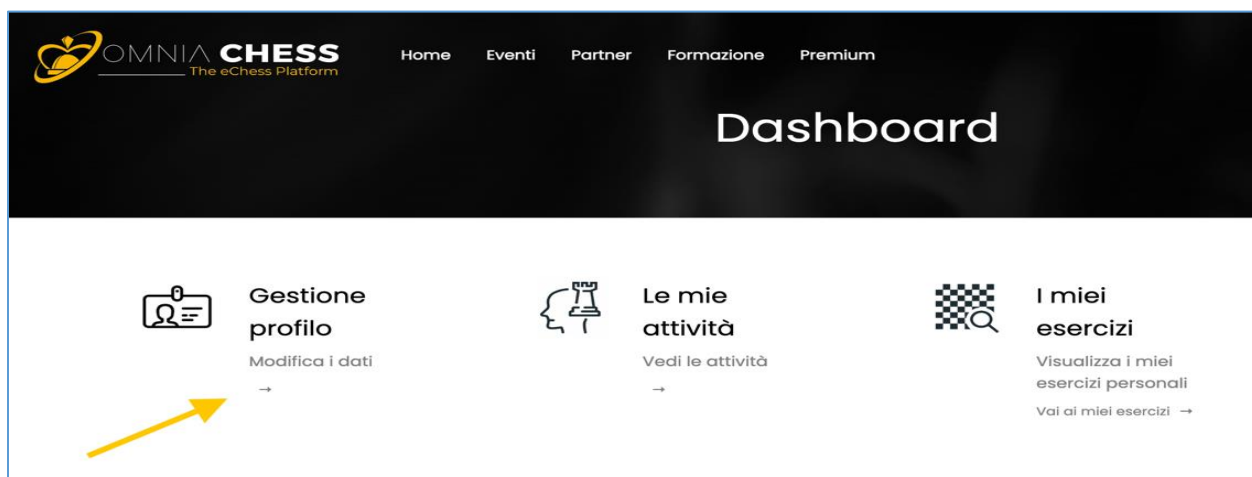 OMNIA CHESS
The eChess Platform
Home Eventi Partner Formazione Premium
Dashboard
Gestione
profilo
Modifica i dati
→
Le mie
attività
Vedi le attività
→
I miei
esercizi
Visualizza i miei
esercizi personali
Vai ai miei esercizi →